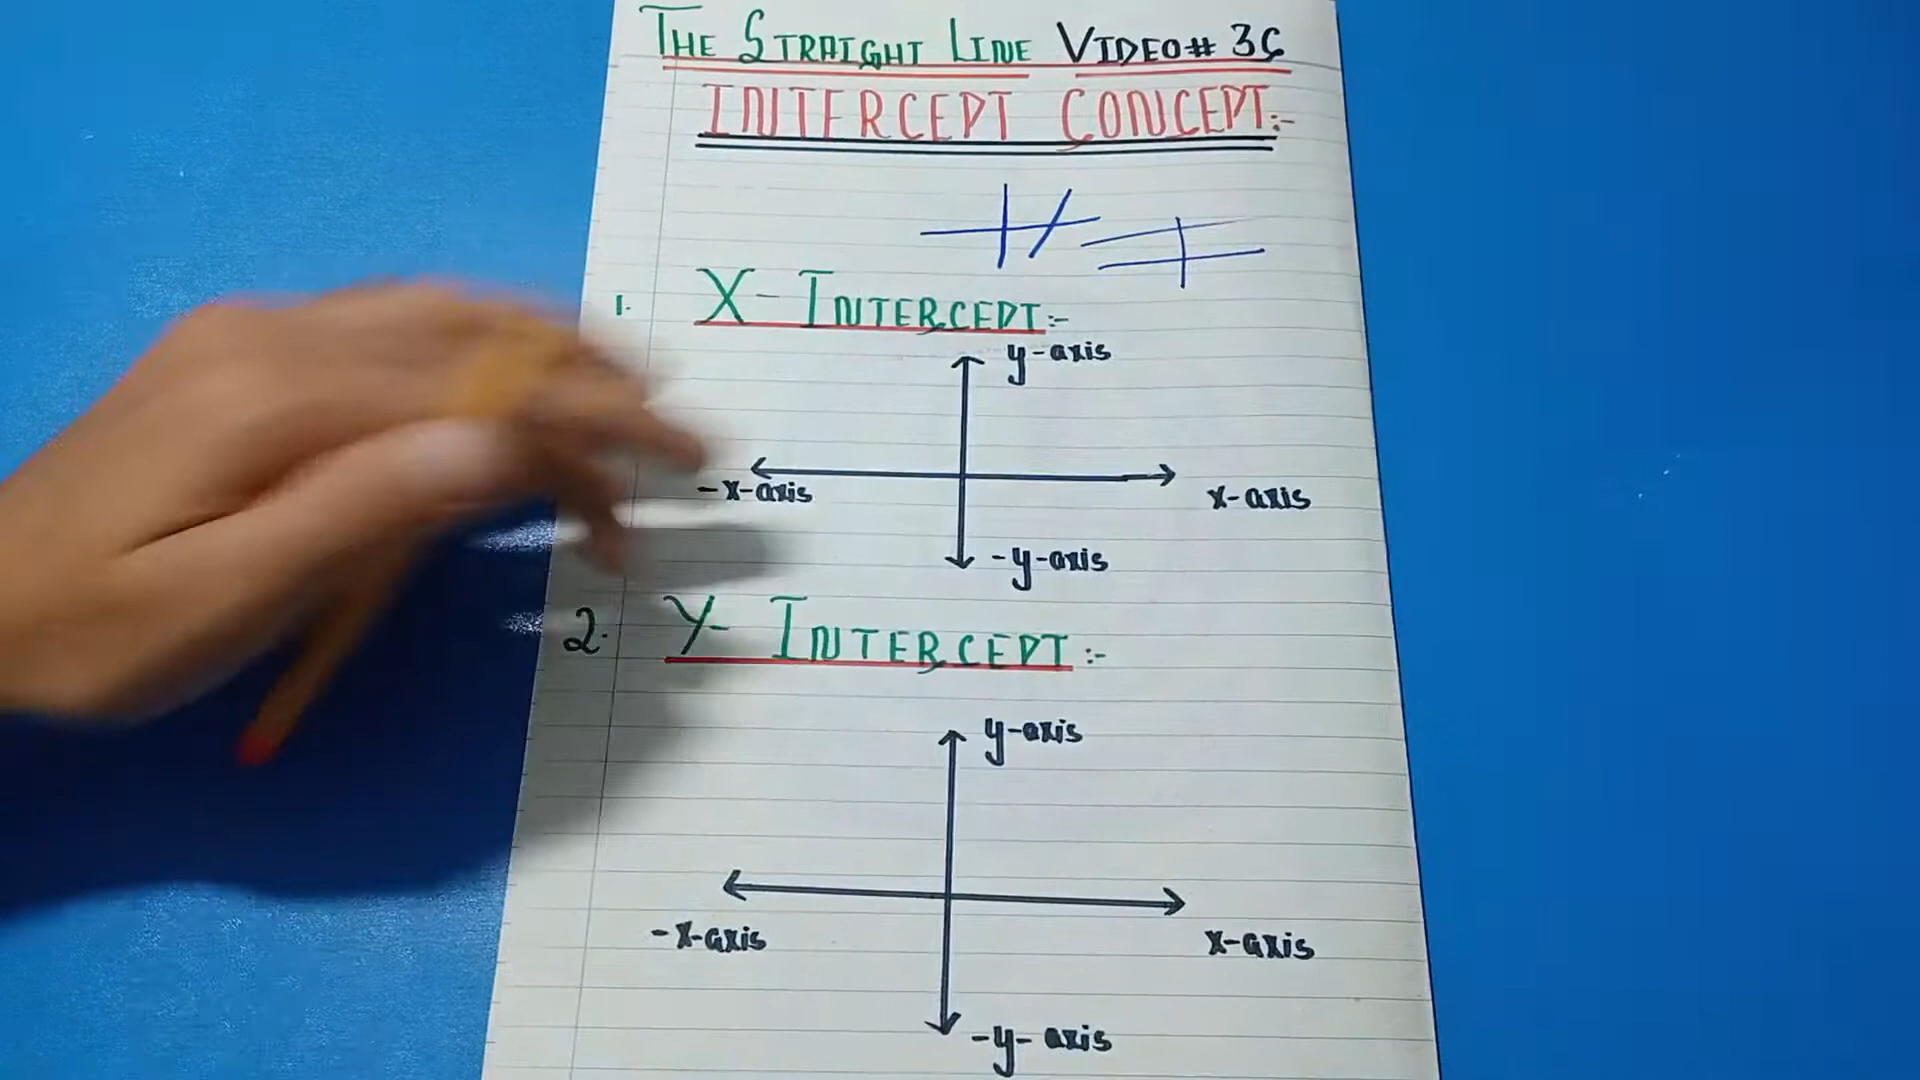 THE STRAIGHT LINE VIDEO# 36
INTERCEPT CONCEPT:-
1. X-INTERCEPT:-
y-axis
-x-axis
x-axis
-y-axis
2. Y-INTERCEPT:-
y-axis
-x-axis
x-axis
-y-axis